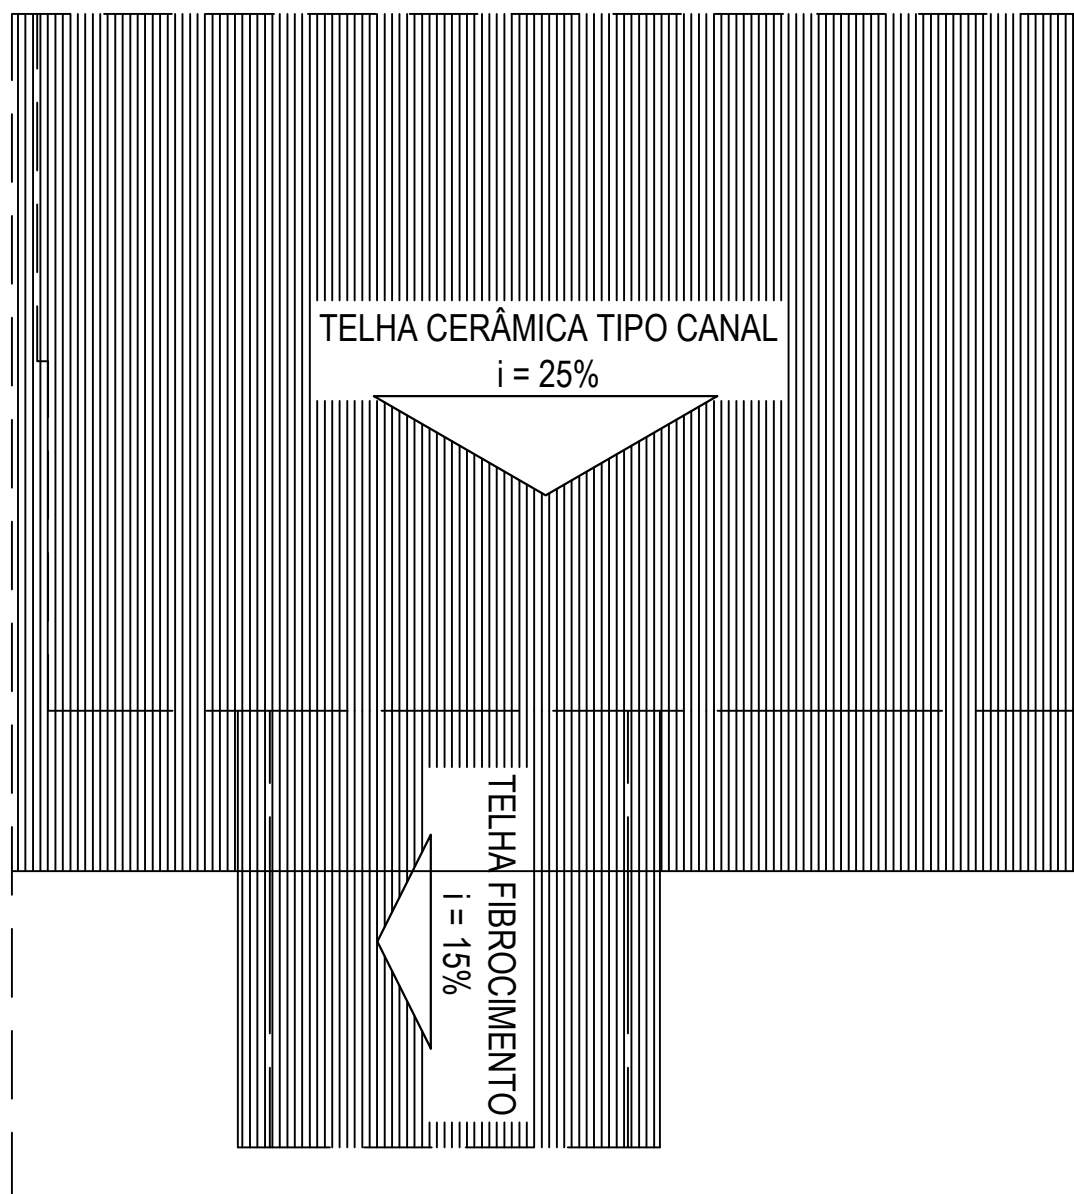 TELHA CERÂMICA TIPO CANAL
i = 25%
TELHA FIBROCIMENTO
i = 15%